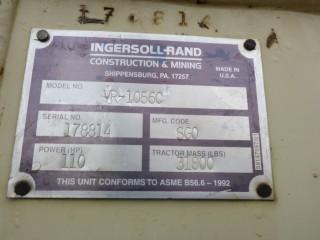 INGERSOLL-RAND
CONSTRUCTION & MINING
SHIPPENSBURG, PA. 17257
MADE IN
U.S.A.
MODEL NO.
VR-1056C
SERIAL NO.
178814
MFG. CODE
SGO
POWER (HP)
110
TRACTOR MASS (LBS)
31800
THIS UNIT CONFORMS TO ASME B56.6 - 1992